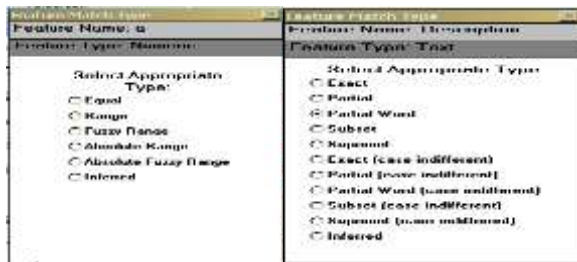 Feature Match Type
Feature Name: a
Feature Type: Numeric
Select Appropriate
Type:
Equal
Range
Fuzzy Range
Absolute Range
Absolute Fuzzy Range
Inferred
Feature Match Type
Feature Name: Description
Feature Type: Text
Select Appropriate Type
Exact
Partial
Partial Word
Subset
Exact (case indifferent)
Partial (case indifferent)
Partial Word (case indifferent)
Subset (case indifferent)
(case indifferent)
Inferred